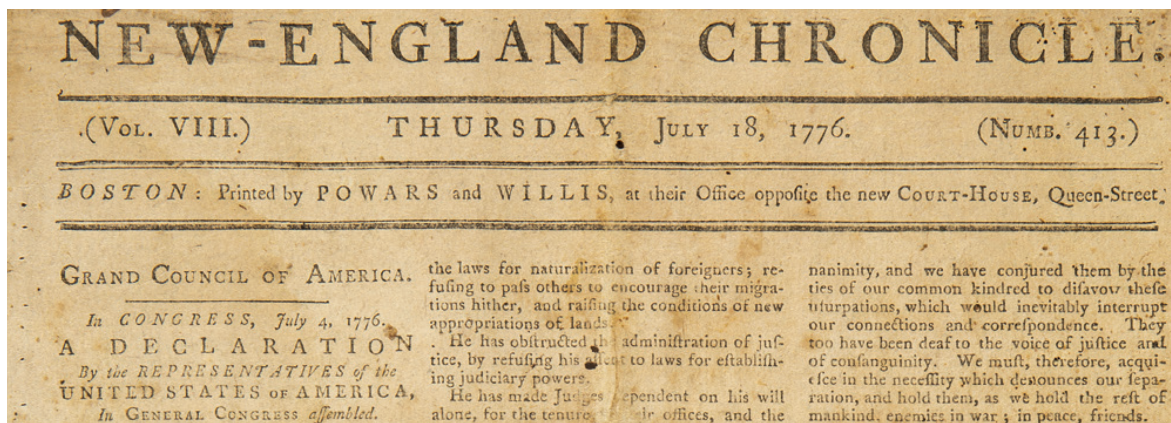 NEW-ENGLAND CHRONICLE.
(VOL. VIII.) THURSDAY, JULY 18, 1776. (NUMB. 413.)
BOSTON: Printed by POWARS and WILLIS, at their Office oppoſite the new COURT-HOUSE, Queen-Street.
GRAND COUNCIL OF AMERICA.
In CONGRESS, July 4, 1776.
A DECLARATION
By the REPRESENTATIVES of the
UNITED STATES OF AMERICA,
In GENERAL CONGRESS aſſembled.
the laws for naturalization of foreigners; re-
fuſing to paſs others to encourage their migra-
tions hither, and raiſing the conditions of new
appropriations of lands.
He has obſtructed the adminiſtration of juſ-
tice, by refuſing his aſſent to laws for eſtabliſh-
ing judiciary powers.
He has made Judges dependent on his will
alone, for the tenure offices, and the
nanimity, and we have conjured them by the
ties of our common kindred to diſavow theſe
uſurpations, which would inevitably interrupt
our connections and correſpondence. They
too have been deaf to the voice of juſtice and
of conſanguinity. We muſt, therefore, acqui-
eſce in the neceſſity which denounces our ſepa-
ration, and hold them, as we hold the reſt of
mankind, enemies in war; in peace, friends.